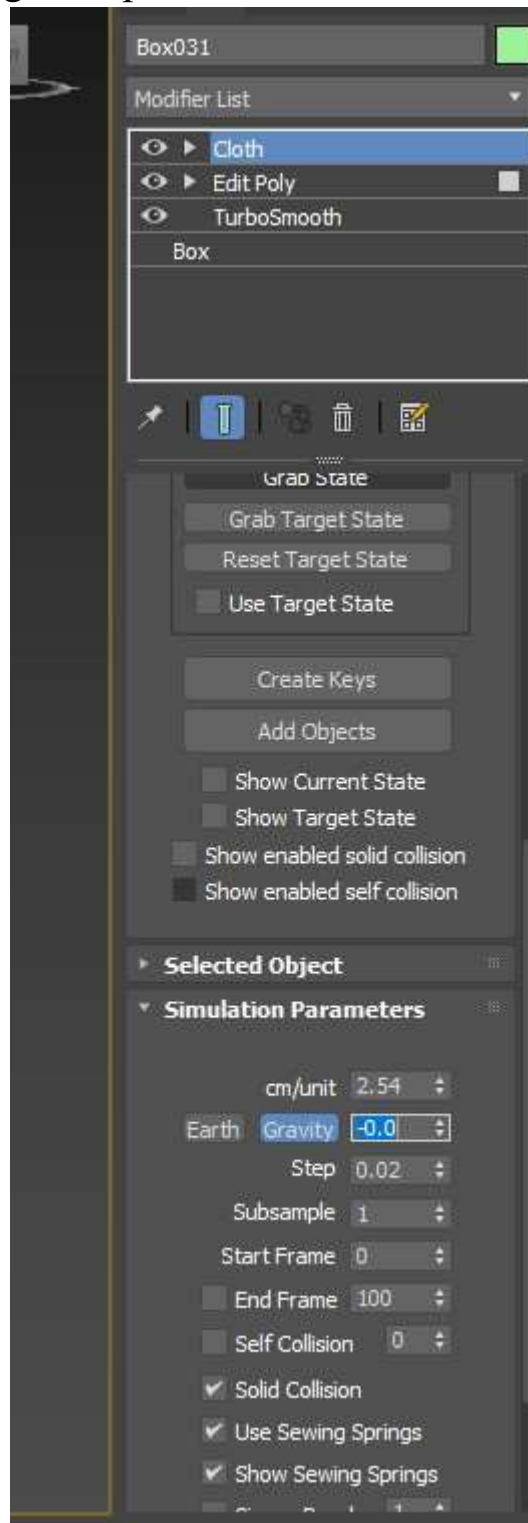 Box031
Modifier List
Cloth
Edit Poly
TurboSmooth
Box
Grab State
Grab Target State
Reset Target State
Use Target State
Create Keys
Add Objects
Show Current State
Show Target State
Show enabled solid collision
Show enabled self collision
Selected Object
Simulation Parameters
cm/unit 2.54
Earth Gravity -0.0
Step 0.02
Subsample 1
Start Frame 0
End Frame 100
Self Collision 0
Solid Collision
Use Sewing Springs
Show Sewing Springs